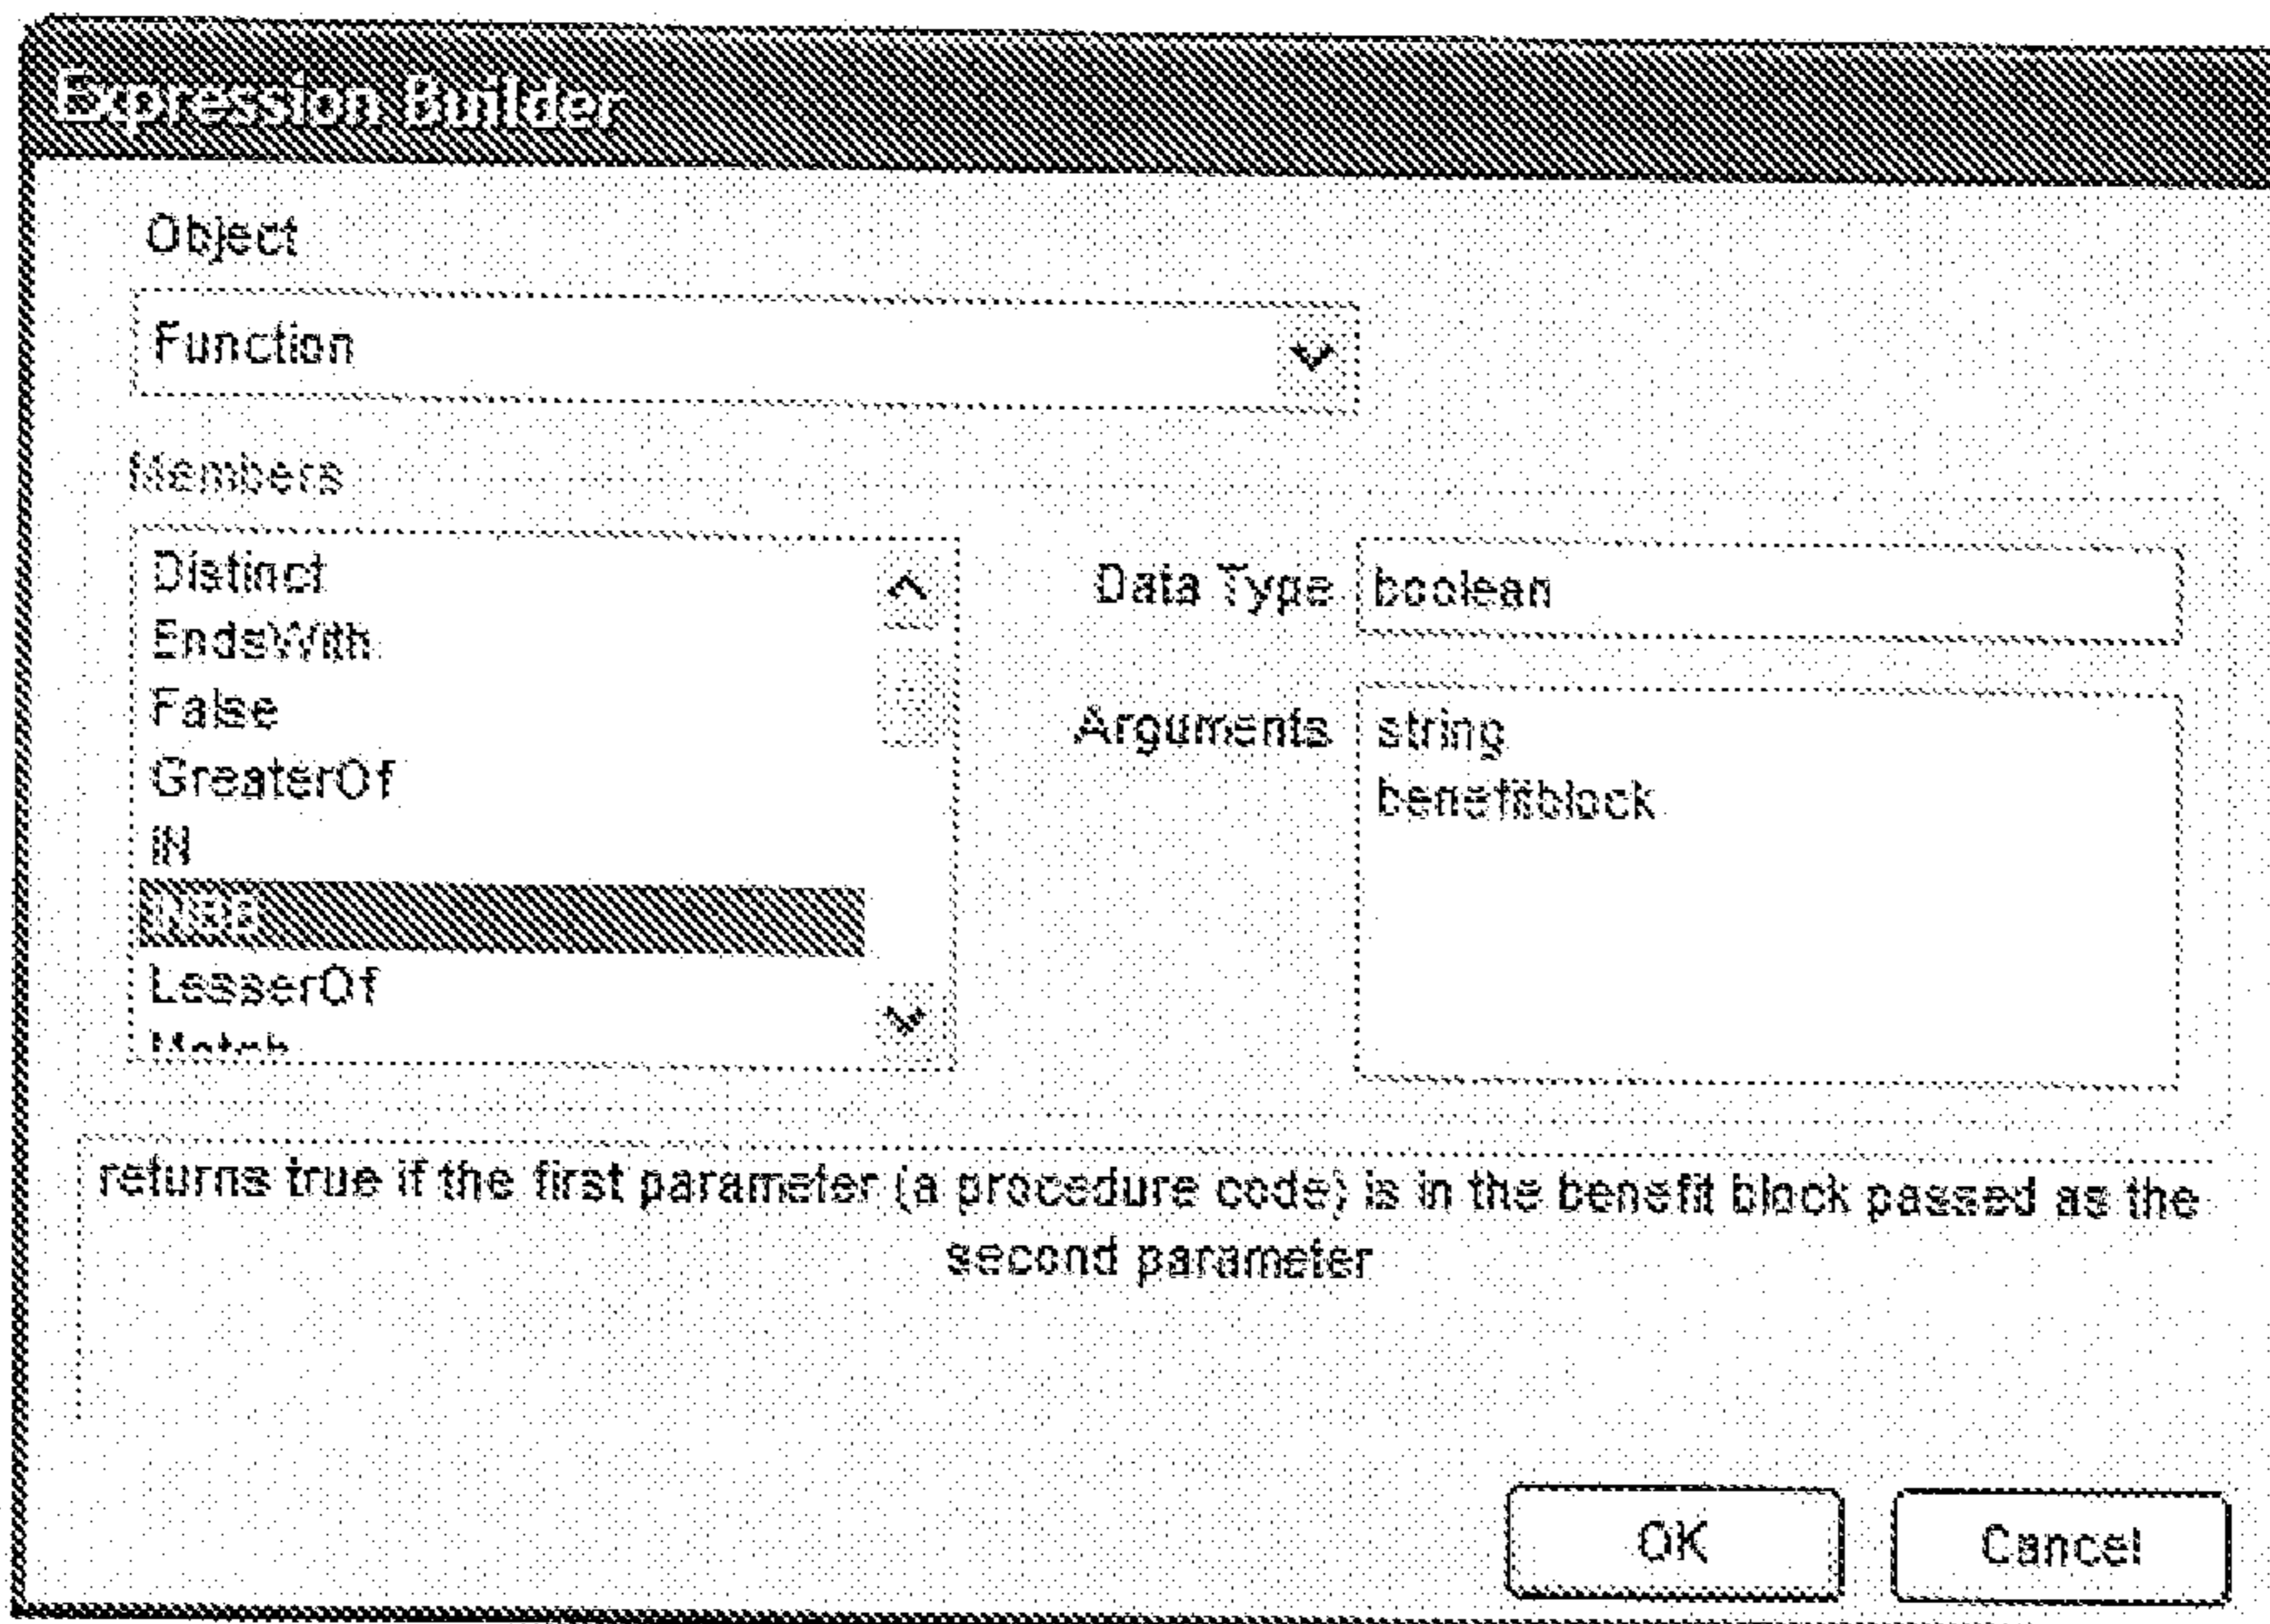 Expression Builder
Object
Function
Members
Distinct
EndsWith
False
GreaterOf
IN
INBB
LesserOf
Data Type boolean
Arguments string
benefitblock
returns true if the first parameter (a procedure code) is in the benefit block passed as the
second parameter
OK Cancel